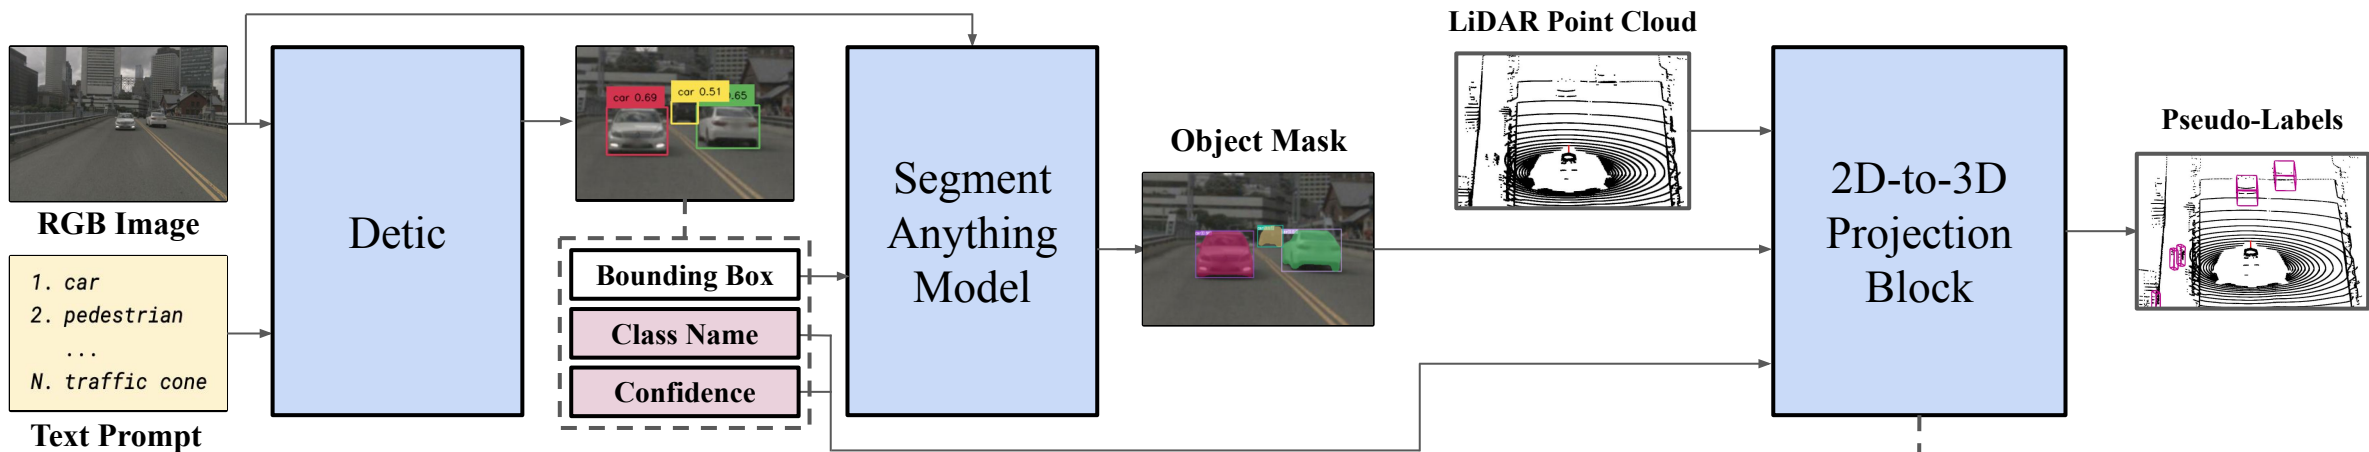 RGB Image
1. car
2. pedestrian
...
N. traffic cone
Text Prompt
Detic
car 0.69
car 0.51
.65
Bounding Box
Class Name
Confidence
Segment
Anything
Model
Object Mask
LiDAR Point Cloud
2D-to-3D
Projection
Block
Pseudo-Labels